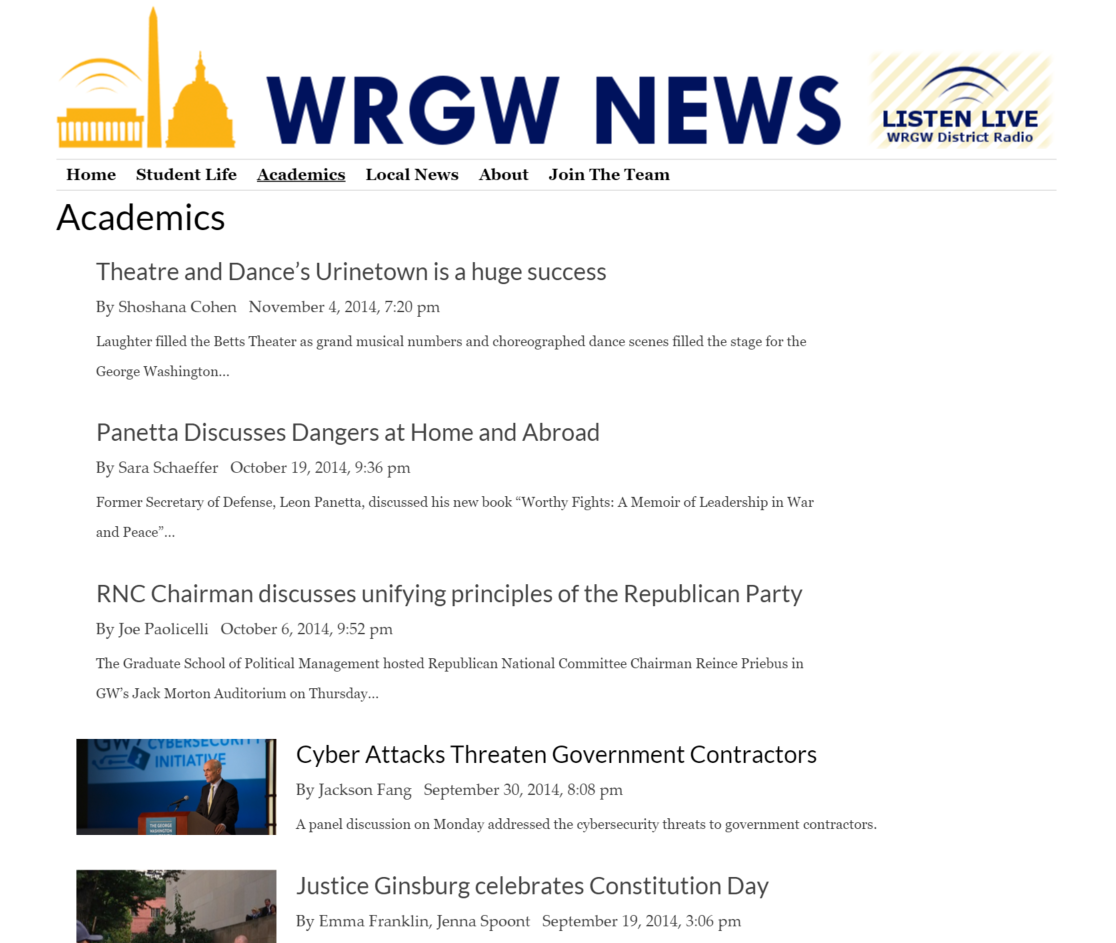 WRGW NEWS
LISTEN LIVE
WRGW District Radio
Home Student Life Academics Local News About Join The Team
Academics
Theatre and Dance’s Urinetown is a huge success
By Shoshana Cohen November 4, 2014, 7:20 pm
Laughter filled the Betts Theater as grand musical numbers and choreographed dance scenes filled the stage for the
George Washington...
Panetta Discusses Dangers at Home and Abroad
By Sara Schaeffer October 19, 2014, 9:36 pm
Former Secretary of Defense, Leon Panetta, discussed his new book “Worthy Fights: A Memoir of Leadership in War
and Peace”...
RNC Chairman discusses unifying principles of the Republican Party
By Joe Paolicelli October 6, 2014, 9:52 pm
The Graduate School of Political Management hosted Republican National Committee Chairman Reince Priebus in
GW’s Jack Morton Auditorium on Thursday...
GW
CYBERSECURITY
INITIATIVE
THE GEORGE
WASHINGTON
Cyber Attacks Threaten Government Contractors
By Jackson Fang September 30, 2014, 8:08 pm
A panel discussion on Monday addressed the cybersecurity threats to government contractors.
Justice Ginsburg celebrates Constitution Day
By Emma Franklin, Jenna Spoont September 19, 2014, 3:06 pm